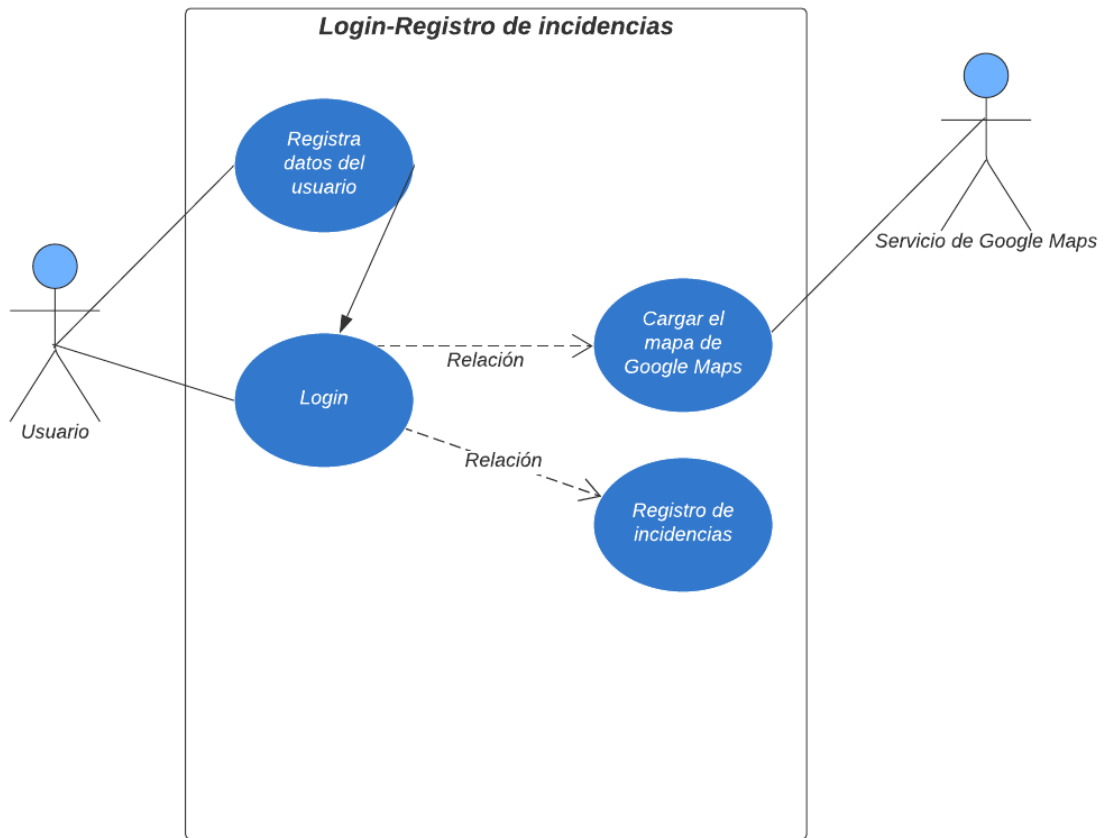 Login-Registro de incidencias
Registra
datos del
usuario
Servicio de Google Maps
Cargar el
mapa de
Google Maps
Relación
Login
Usuario
Relación
Registro de
incidencias